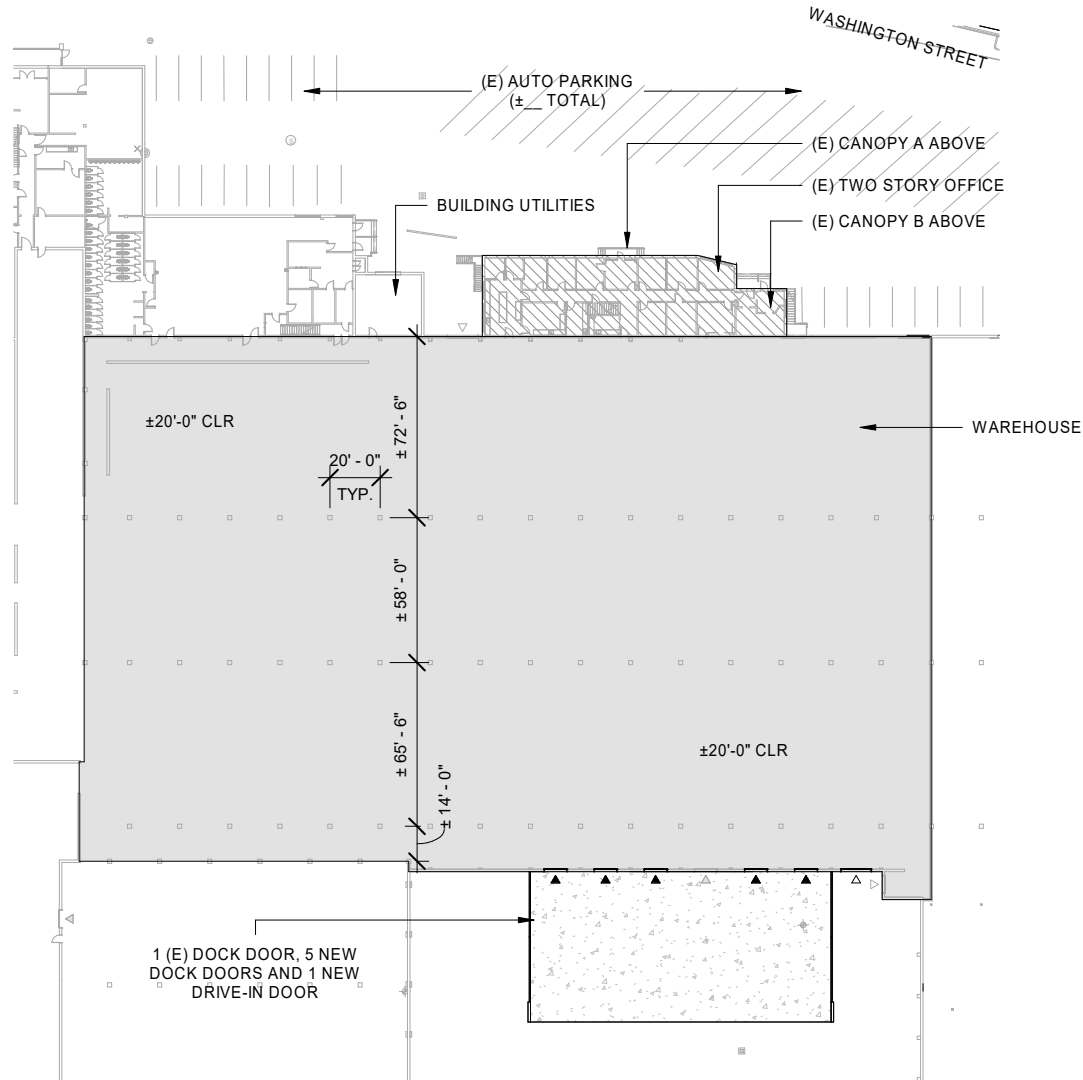 WASHINGTON STREET
(E) AUTO PARKING
(±__ TOTAL)
(E) CANOPY A ABOVE
(E) TWO STORY OFFICE
BUILDING UTILITIES
(E) CANOPY B ABOVE
± 72' - 6"
±20'-0" CLR
WAREHOUSE
20' - 0"
TYP.
± 58' - 0"
± 65' - 6"
±20'-0" CLR
± 14' - 0"
1 (E) DOCK DOOR, 5 NEW
DOCK DOORS AND 1 NEW
DRIVE-IN DOOR